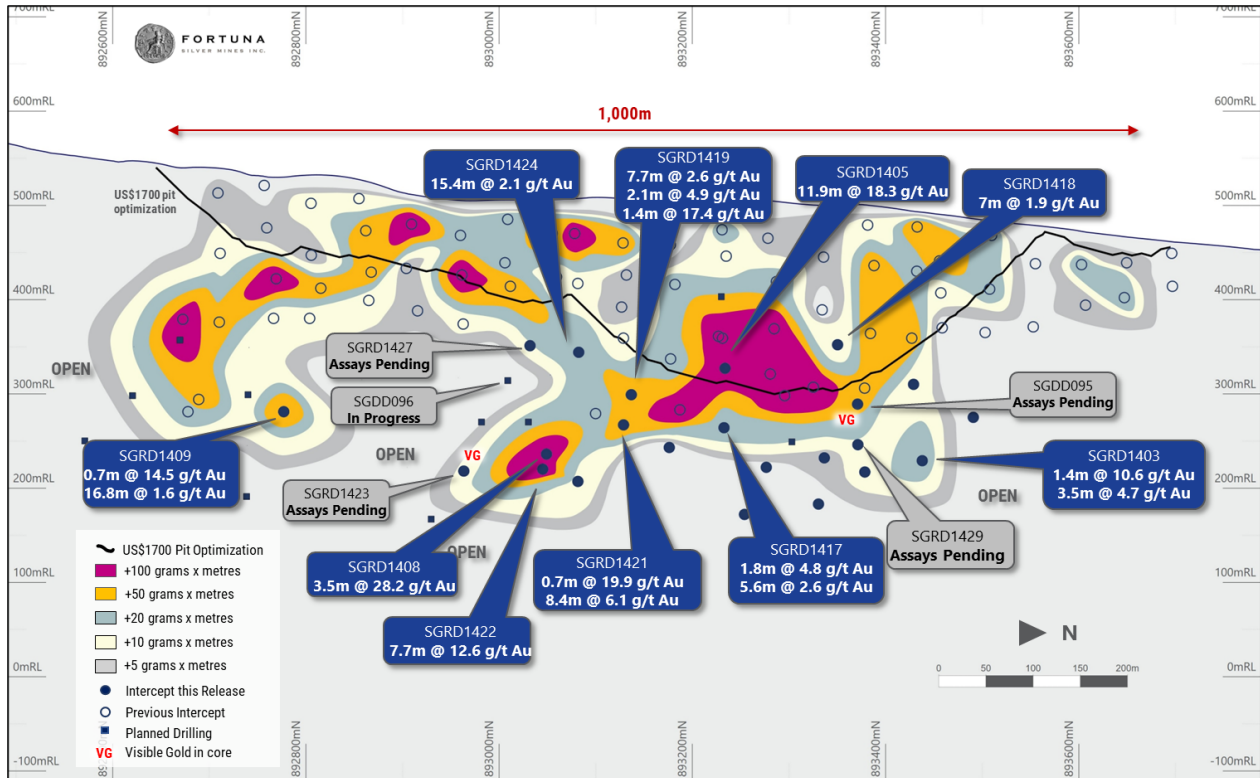 700mRL
700mRL
892600mN
892800mN
893000mN
893200mN
893400mN
893600mN
FORTUNA
SILVER MINES INC.
600mRL
600mRL
1,000m
US$1700 pit
optimization
500mRL
500mRL
SGRD1424
15.4m @ 2.1 g/t Au
SGRD1419
7.7m @ 2.6 g/t Au
2.1m @ 4.9 g/t Au
1.4m @ 17.4 g/t Au
SGRD1405
11.9m @ 18.3 g/t Au
SGRD1418
7m @ 1.9 g/t Au
400mRL
400mRL
SGRD1427
Assays Pending
OPEN
SGDD096
In Progress
300mRL
300mRL
SGDD095
Assays Pending
VG
VG
SGRD1409
0.7m @ 14.5 g/t Au
16.8m @ 1.6 g/t Au
OPEN
SGRD1423
Assays Pending
200mRL
200mRL
OPEN
SGRD1403
1.4m @ 10.6 g/t Au
3.5m @ 4.7 g/t Au
OPEN
SGRD1408
3.5m @ 28.2 g/t Au
SGRD1421
0.7m @ 19.9 g/t Au
8.4m @ 6.1 g/t Au
SGRD1417
1.8m @ 4.8 g/t Au
5.6m @ 2.6 g/t Au
SGRD1429
Assays Pending
100mRL
100mRL
SGRD1422
7.7m @ 12.6 g/t Au
US$1700 Pit Optimization
+100 grams x metres
+50 grams x metres
+20 grams x metres
+10 grams x metres
+5 grams x metres
Intercept this Release
Previous Intercept
Planned Drilling
VG Visible Gold in core
N
0 50 100 150 200m
0mRL
0mRL
892800mN
893000mN
893200mN
893400mN
893600mN
-100mRL
-100mRL